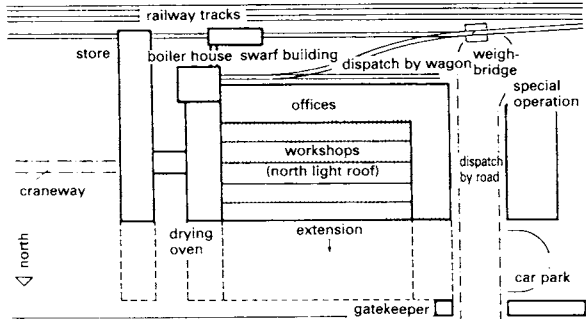 railway tracks
store
boiler house
swarf building
dispatch by wagon
weigh-
bridge
special
operation
offices
workshops
(north light roof)
dispatch
by road
craneway
drying
oven
extension
north
car park
gatekeeper